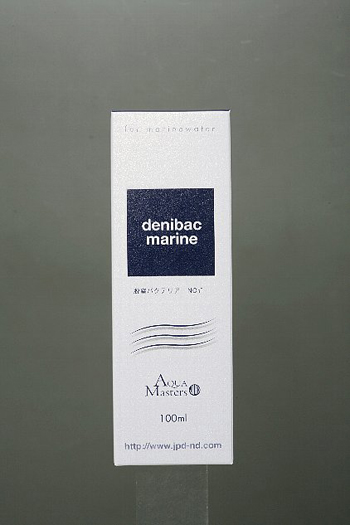 for marinewater
denibac
marine
脱窒バクテリア
AQUA
Masters
100ml
http://www.jpd-nd.com